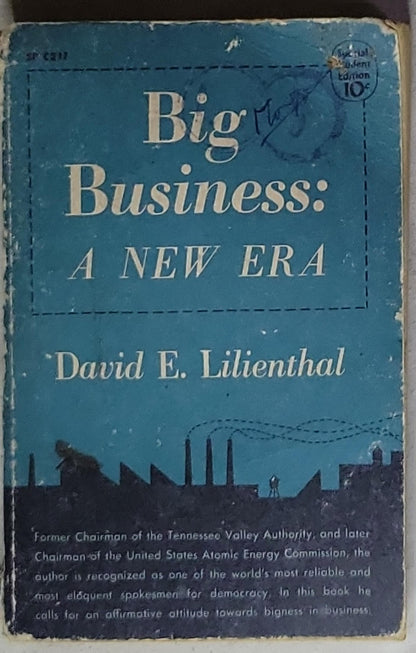 SP C217
Special
Student
Edition
10¢
Big
Business:
A NEW ERA
David E. Lilienthal
Former Chairman of the Tennessee Valley Authority, and later
Chairman of the United States Atomic Energy Commission, the
author is recognized as one of the world's most reliable and
most eloquent spokesmen for democracy. In this book he
calls for an affirmative attitude towards bigness in business.